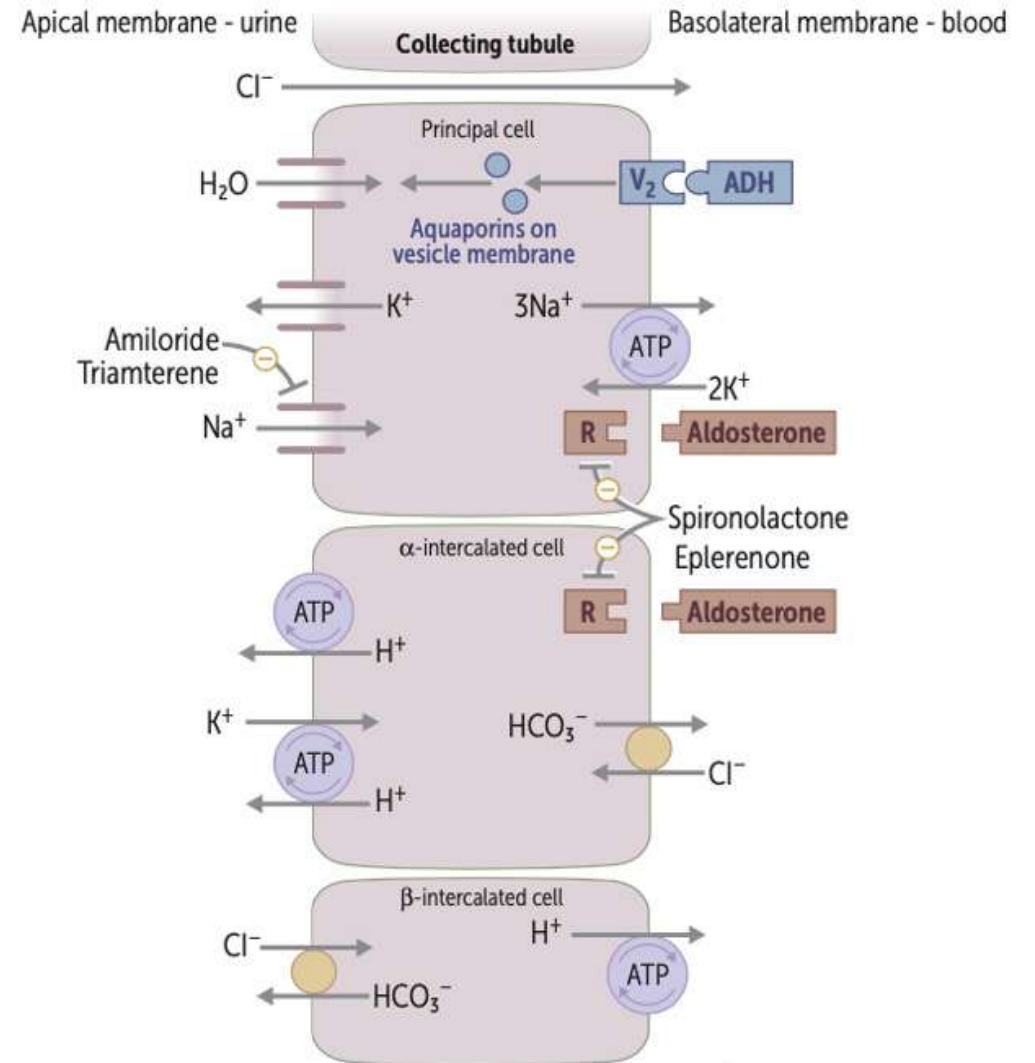 Apical membrane - urine
Basolateral membrane - blood
Collecting tubule
Cl⁻
Principal cell
H₂O
V₂
ADH
Aquaporins on
vesicle membrane
K⁺
3Na⁺
ATP
2K⁺
Amiloride
Triamterene
Na⁺
R
Aldosterone
Spironolactone
Eplerenone
α-intercalated cell
R
Aldosterone
ATP
H⁺
K⁺
ATP
H⁺
HCO₃⁻
Cl⁻
β-intercalated cell
Cl⁻
HCO₃⁻
H⁺
ATP